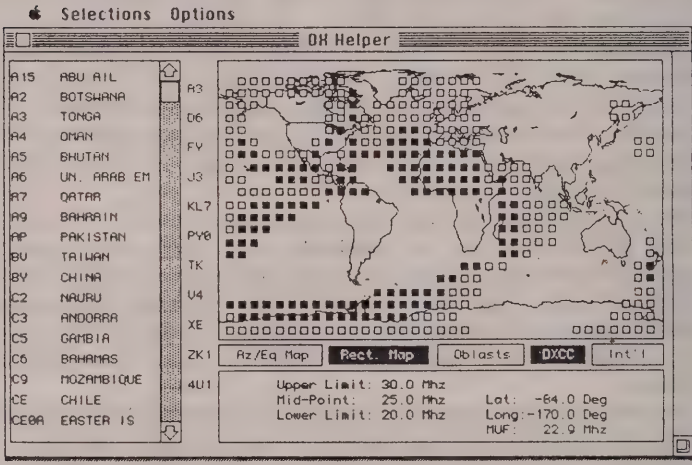 Selections Options
DX Helper
A15 ABU AIL
A2 BOTSWANA
A3 TONGA
A4 OMAN
A5 BHUTAN
A6 UN. ARAB EM
A7 QATAR
A9 BAHRAIN
AP PAKISTAN
BV TAIWAN
BY CHINA
C2 NAURU
C3 ANDORRA
C5 GAMBIA
C6 BAHAMAS
C9 MOZAMBIQUE
CE CHILE
CE0A EASTER IS
A3
D6
FY
J3
KL7
PY0
TK
V4
XE
ZK1
4U1
Az/Eq Map Rect. Map Oblasts DXCC Int'l
Upper Limit: 30.0 Mhz
Mid-Point: 25.0 Mhz Lat: -84.0 Deg
Lower Limit: 20.0 Mhz Long:-170.0 Deg
MUF: 22.9 Mhz